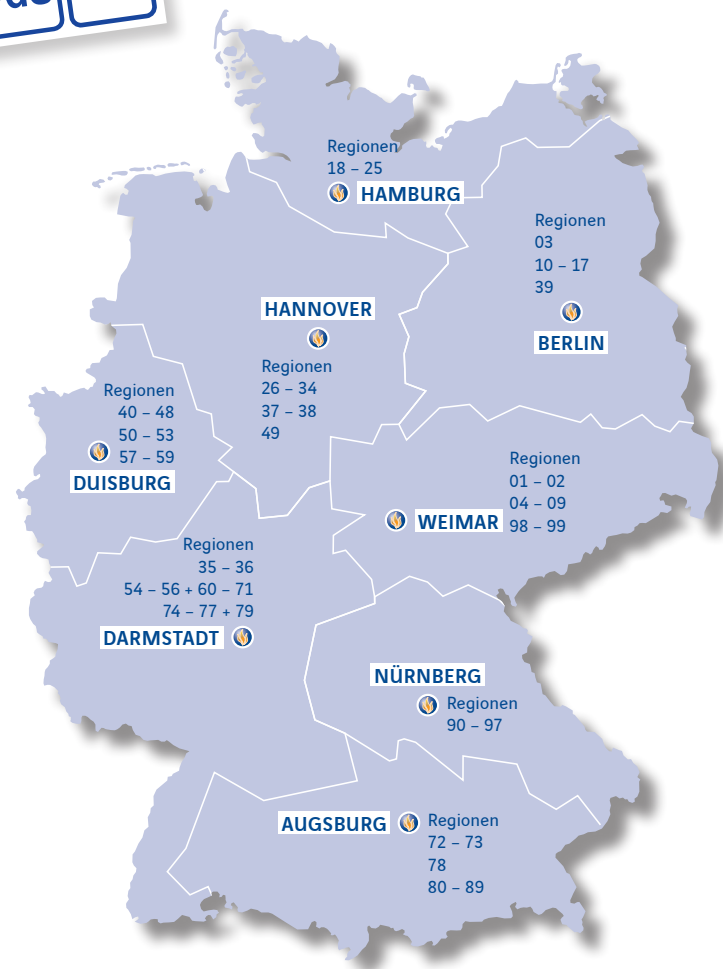 Regionen
18 – 25
HAMBURG
Regionen
03
10 – 17
39
BERLIN
HANNOVER
Regionen
26 – 34
37 – 38
49
Regionen
40 – 48
50 – 53
57 – 59
DUISBURG
Regionen
01 – 02
04 – 09
98 – 99
WEIMAR
Regionen
35 – 36
54 – 56 + 60 – 71
74 – 77 + 79
DARMSTADT
NÜRNBERG
Regionen
90 – 97
AUGSBURG
Regionen
72 – 73
78
80 – 89